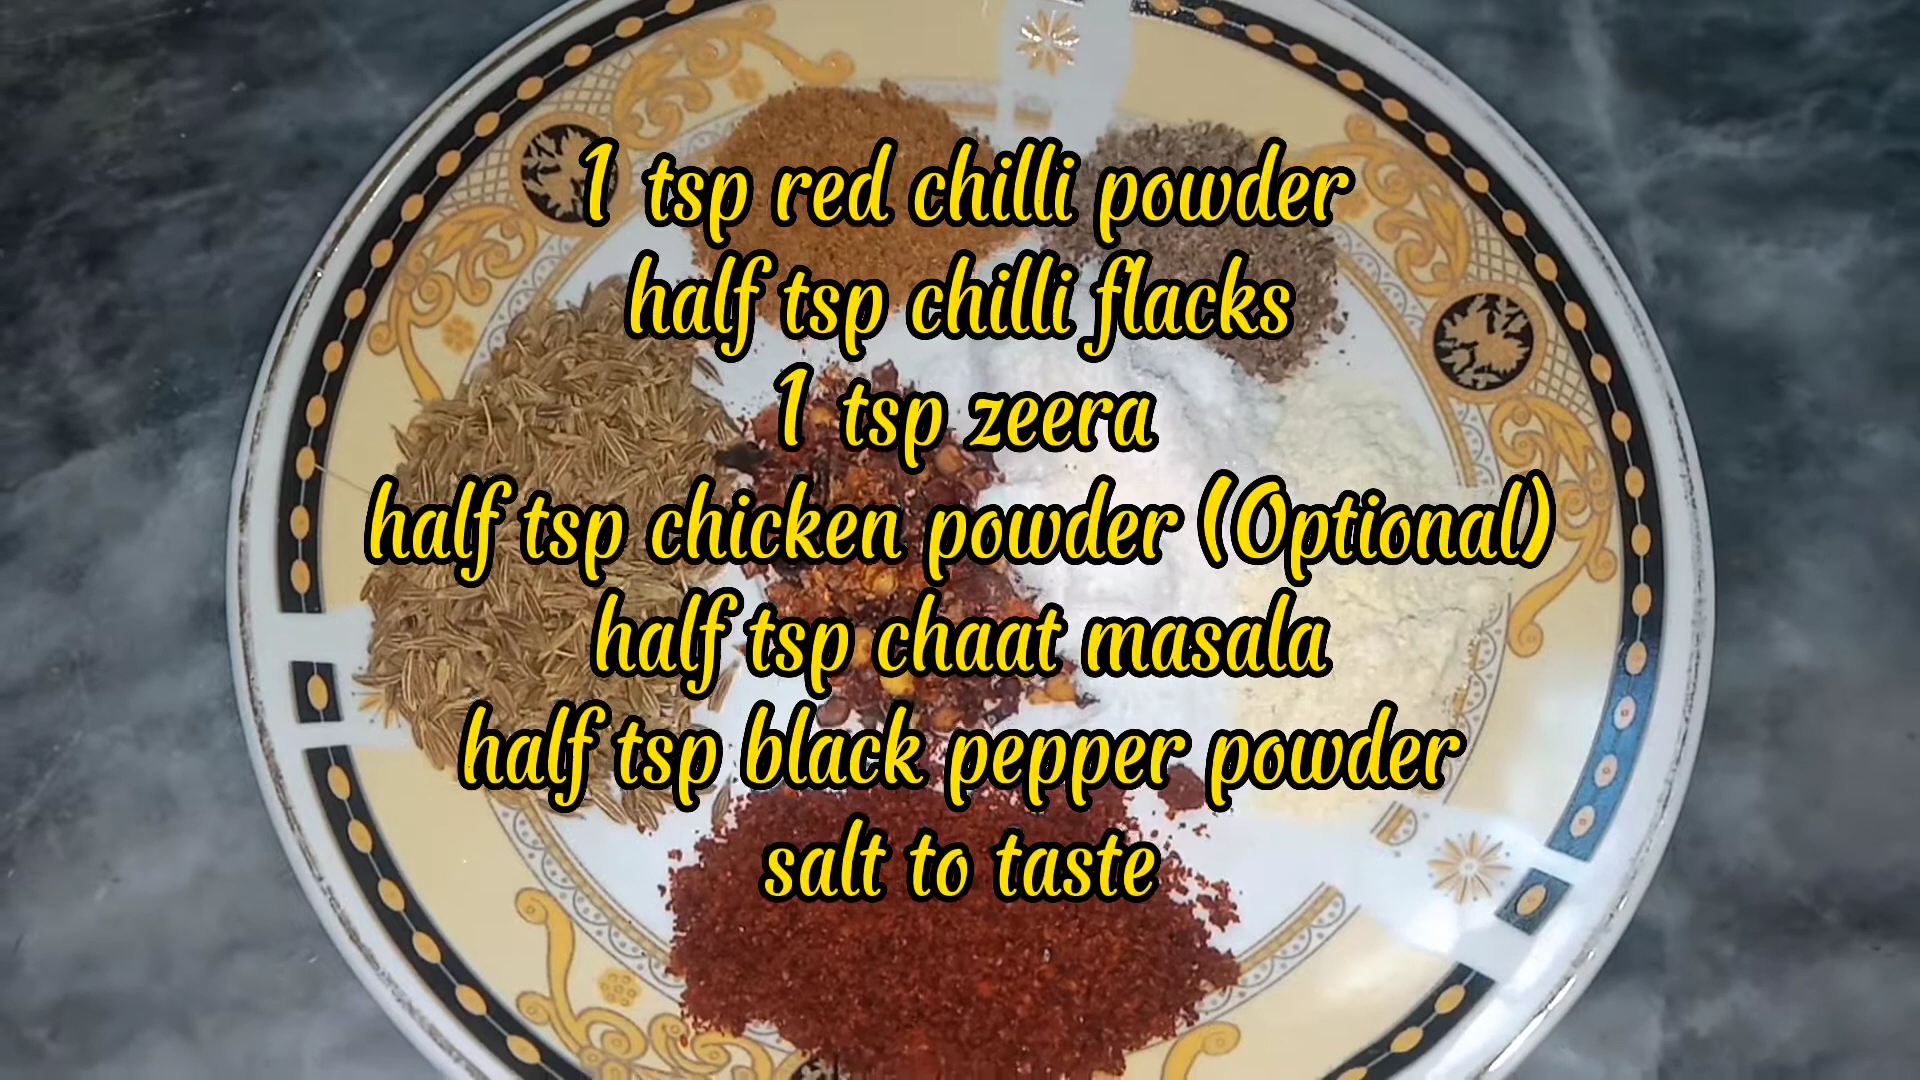 1 tsp red chilli powder
half tsp chilli flacks
1 tsp zeera
half tsp chicken powder (Optional)
half tsp chaat masala
half tsp black pepper powder
salt to taste